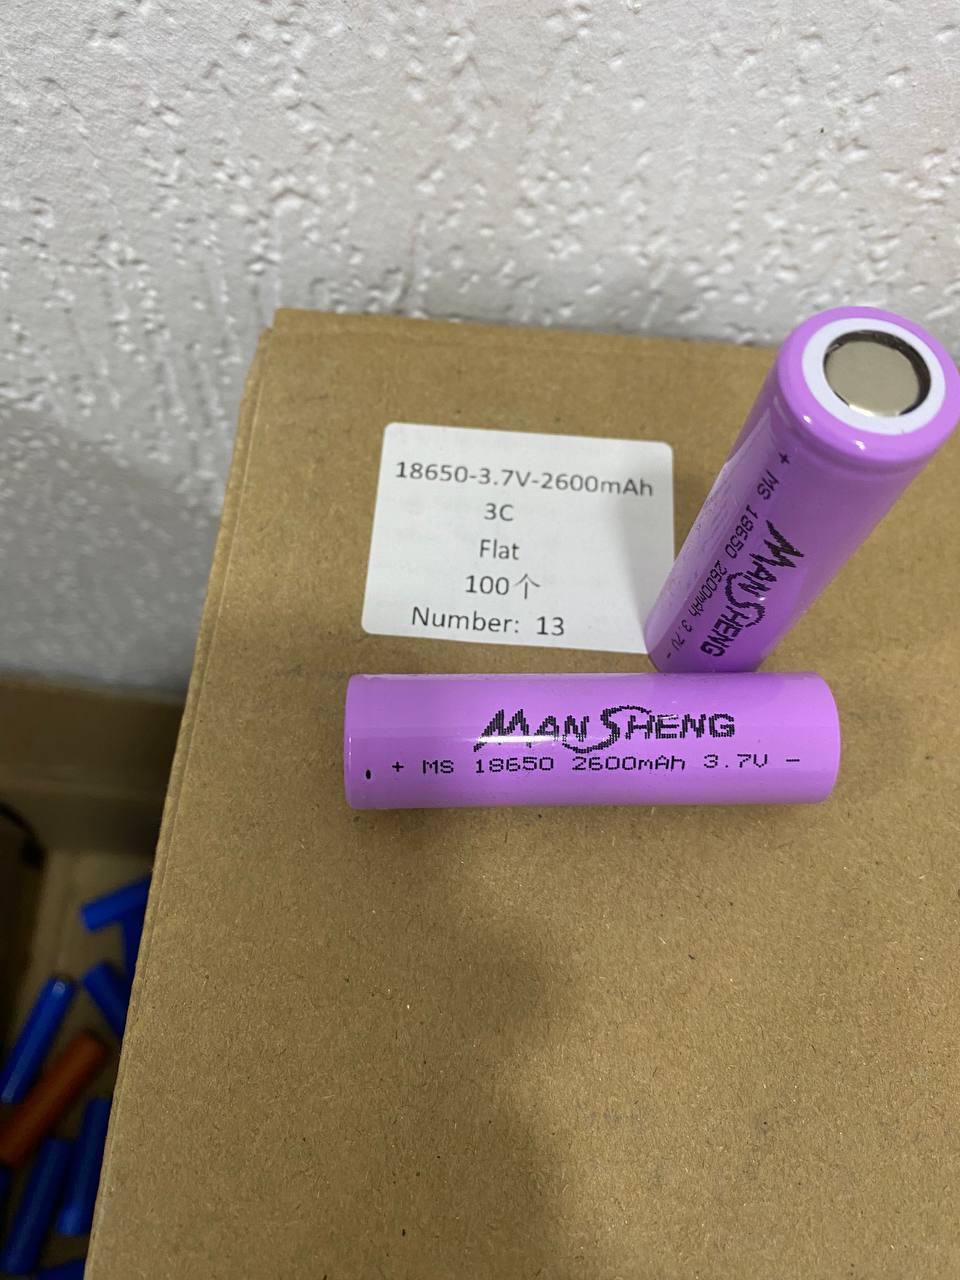 18650-3.7V-2600mAh
3C
Flat
100个
Number: 13
+ MS 18650 2600mAh 3.7V -
MANSHENG
MANSHENG
+ MS 18650 2600mAh 3.7V -